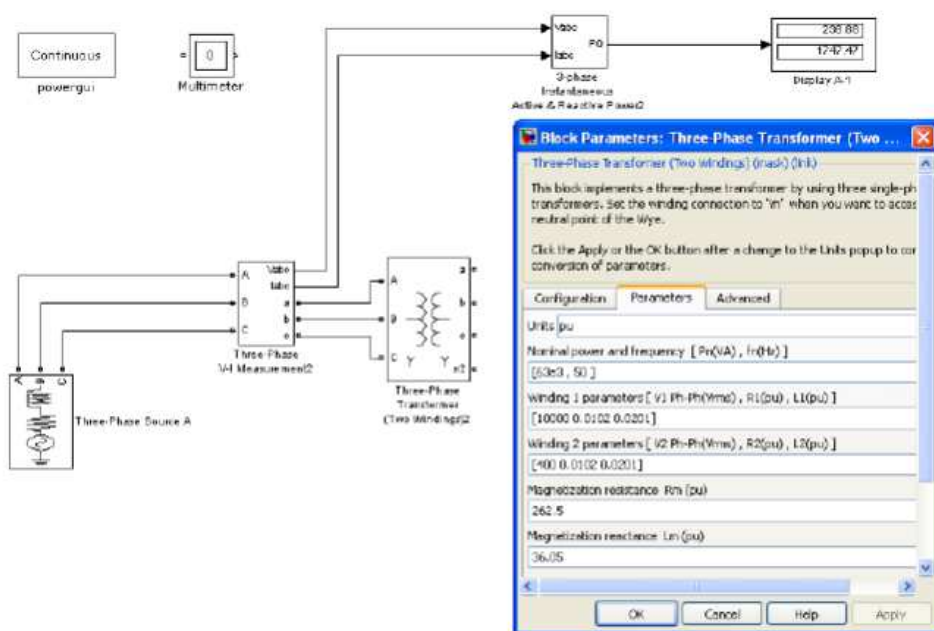 Continuous
powergui
0
Multimeter
Vabc
Iabc
PQ
3-phase
Instantaneous
Active & Reactive Power2
1742.47
Display A-1
Block Parameters: Three-Phase Transformer (Two ...
Three-Phase Transformer (Two Windings) (mask) (link)
This block implements a three-phase transformer by using three single-ph
transformers. Set the winding connection to 'Yn' when you want to acces
neutral point of the Wye.
Click the Apply or the OK button after a change to the Units popup to con
conversion of parameters.
Configuration Parameters Advanced
Units pu
Nominal power and frequency [ Pn(VA) , fn(Hz) ]
[63e3 , 50 ]
Winding 1 parameters [ V1 Ph-Ph(Vrms) , R1(pu) , L1(pu) ]
[10000 0.0102 0.0201]
Winding 2 parameters [ V2 Ph-Ph(Vrms) , R2(pu) , L2(pu) ]
[400 0.0102 0.0201]
Magnetization resistance Rm (pu)
262.5
Magnetization reactance Lm (pu)
36.05
OK Cancel Help Apply
A
B
C
Vabc
Iabc
a
b
c
Three-Phase
V-I Measurement2
A
B
C
Y Y
a
b
c
n2
Three-Phase
Transformer
(Two Windings)2
A B C
Three-Phase Source A